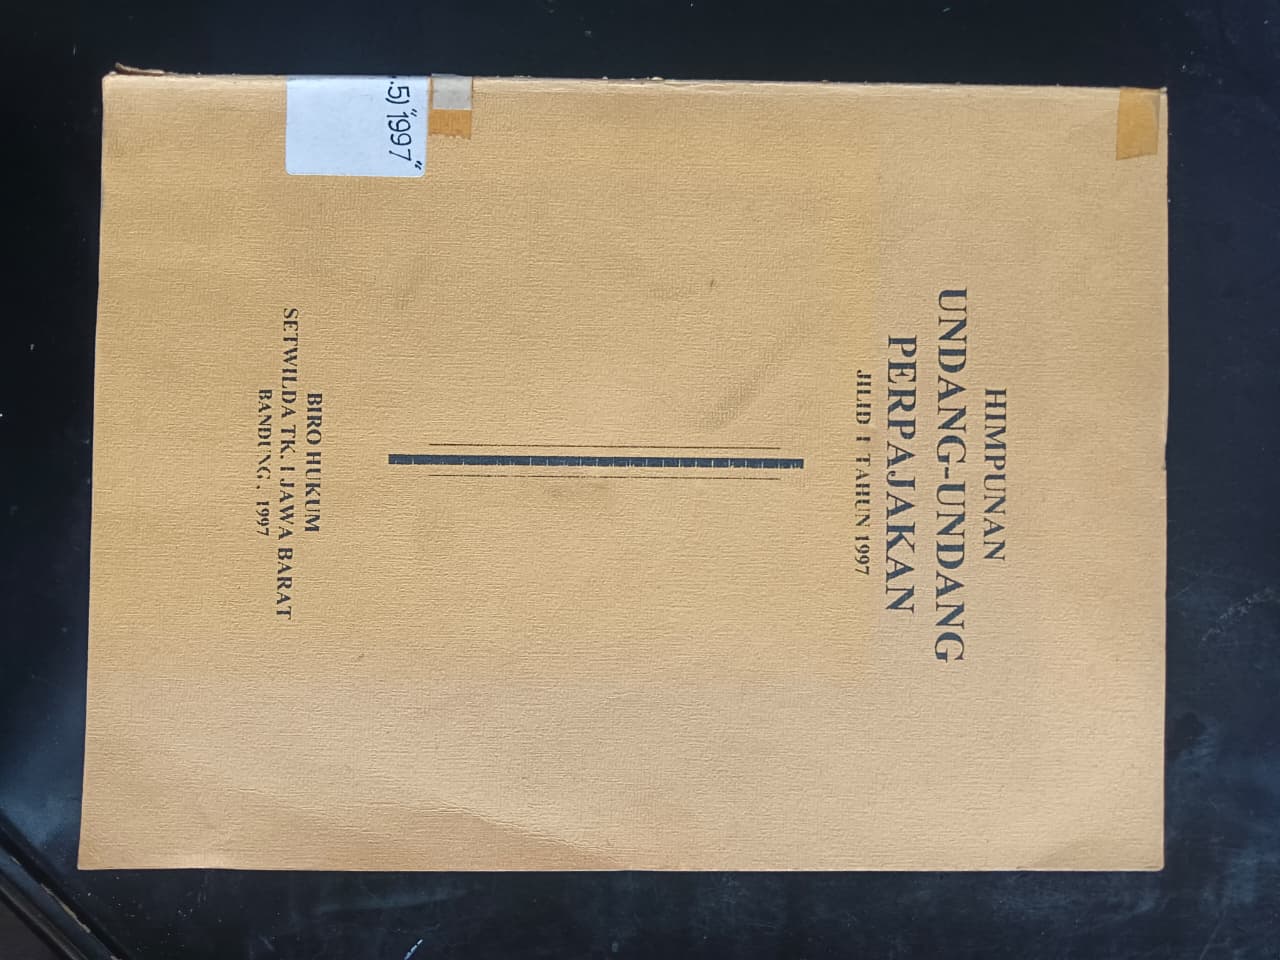 HIMPUNAN
UNDANG-UNDANG
PERPAJAKAN
JILID I TAHUN 1997
BIRO HUKUM
SETWILDA TK. I JAWA BARAT
BANDUNG, 1997
.5)"1997"